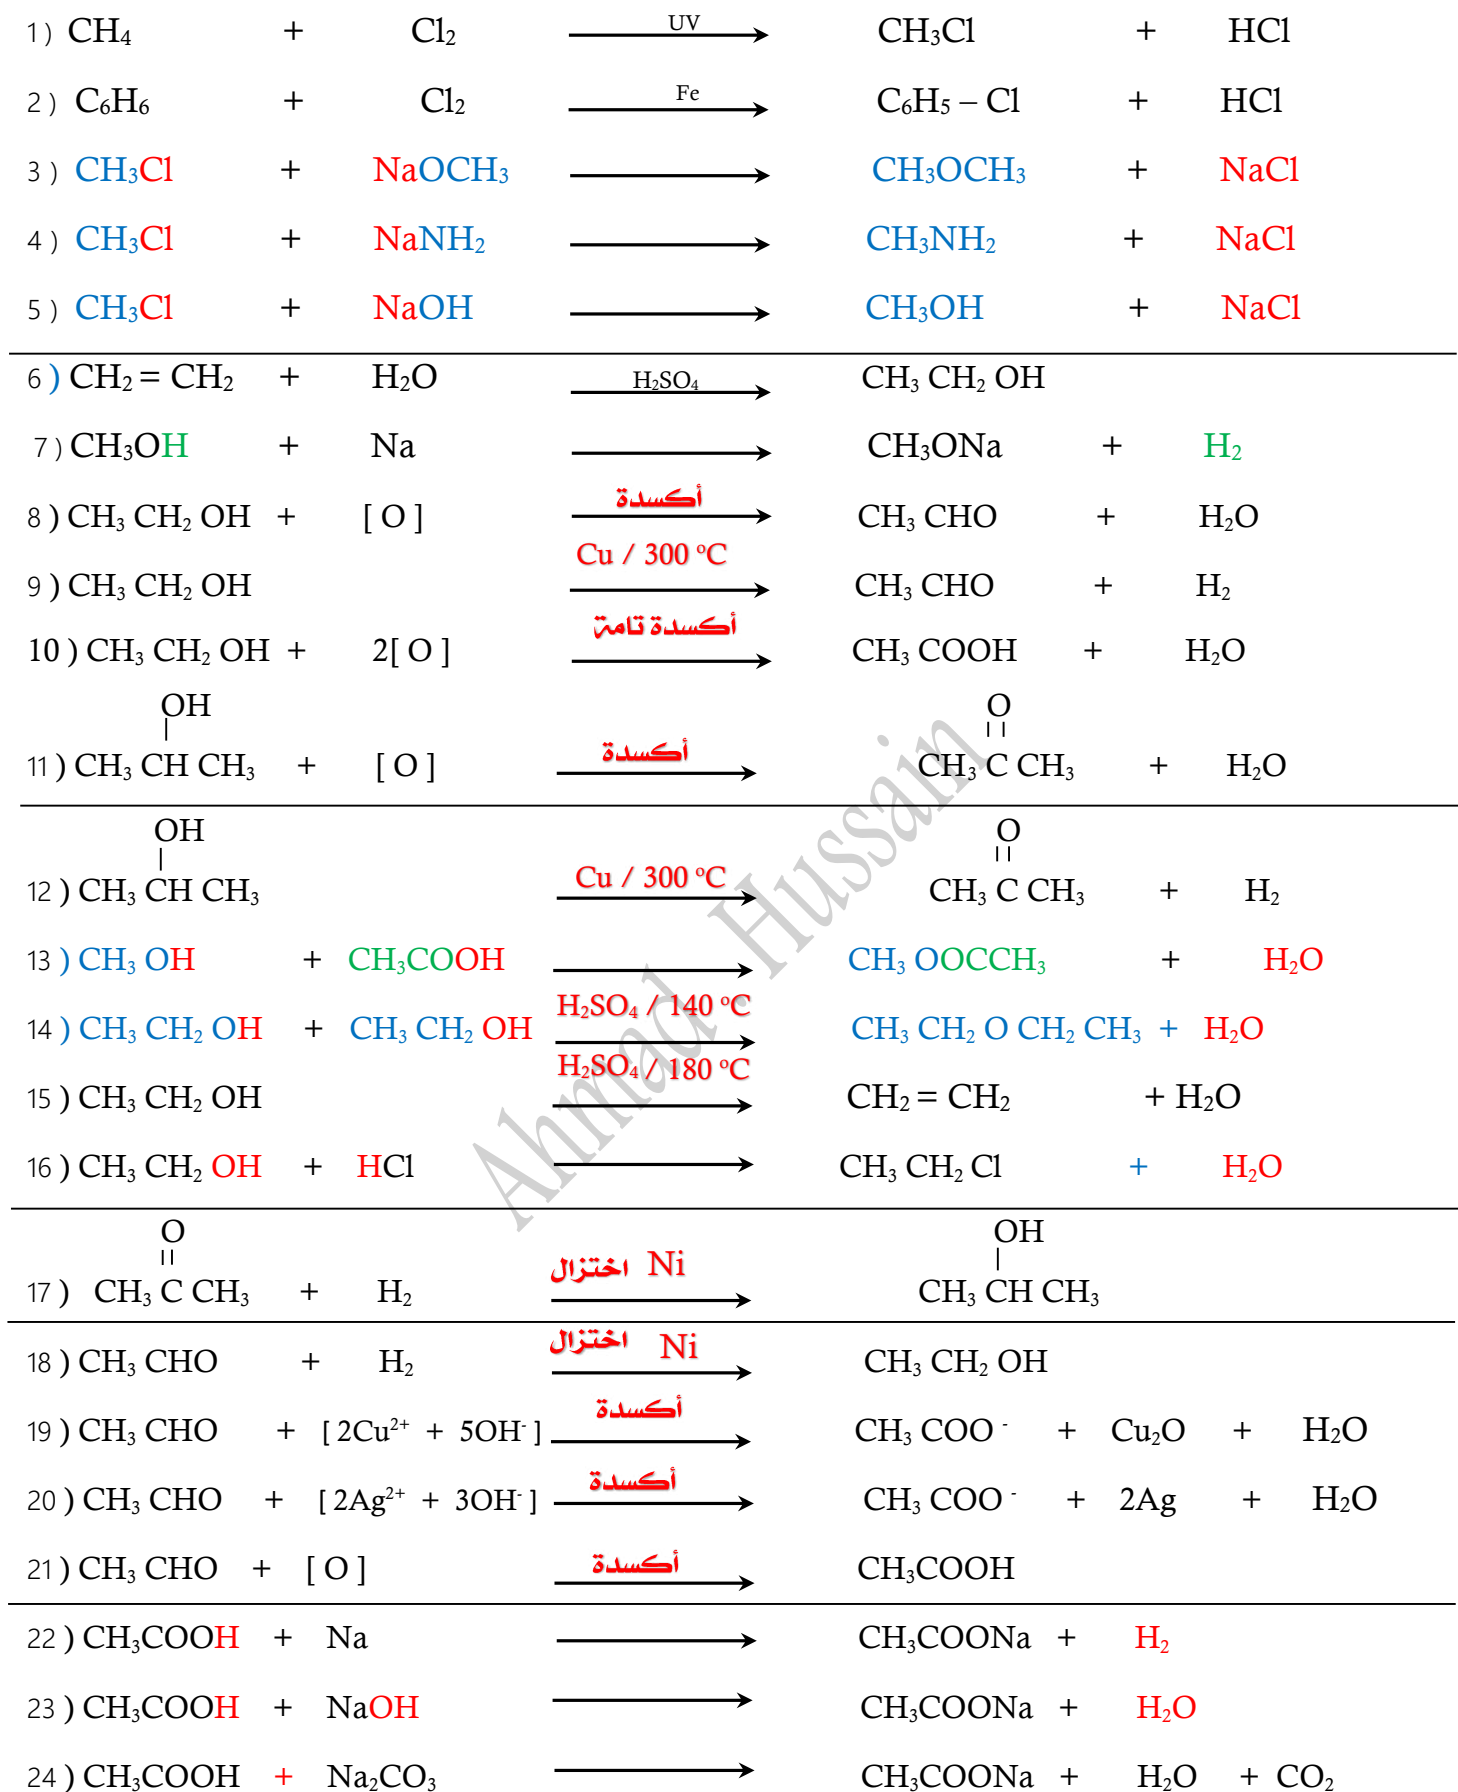 1) CH₄ + Cl₂ UV CH₃Cl + HCl
2) C₆H₆ + Cl₂ Fe C₆H₅ – Cl + HCl
3) CH₃Cl + NaOCH₃ CH₃OCH₃ + NaCl
4) CH₃Cl + NaNH₂ CH₃NH₂ + NaCl
5) CH₃Cl + NaOH CH₃OH + NaCl
6) CH₂ = CH₂ + H₂O H₂SO₄ CH₃ CH₂ OH
7) CH₃OH + Na CH₃ONa + H₂
8) CH₃ CH₂ OH + [ O ] أكسدة CH₃ CHO + H₂O
9) CH₃ CH₂ OH Cu / 300 °C CH₃ CHO + H₂
10) CH₃ CH₂ OH + 2[ O ] أكسدة تامة CH₃ COOH + H₂O
OH O
11) CH₃ CH CH₃ + [ O ] أكسدة CH₃ C CH₃ + H₂O
OH O
12) CH₃ CH CH₃ Cu / 300 °C CH₃ C CH₃ + H₂
13) CH₃ OH + CH₃COOH CH₃ OOCCH₃ + H₂O
14) CH₃ CH₂ OH + CH₃ CH₂ OH H₂SO₄ / 140 °C CH₃ CH₂ O CH₂ CH₃ + H₂O
15) CH₃ CH₂ OH H₂SO₄ / 180 °C CH₂ = CH₂ + H₂O
16) CH₃ CH₂ OH + HCl CH₃ CH₂ Cl + H₂O
O OH
17) CH₃ C CH₃ + H₂ اختزال Ni CH₃ CH CH₃
18) CH₃ CHO + H₂ اختزال Ni CH₃ CH₂ OH
19) CH₃ CHO + [ 2Cu²⁺ + 5OH⁻ ] أكسدة CH₃ COO ⁻ + Cu₂O + H₂O
20) CH₃ CHO + [ 2Ag²⁺ + 3OH⁻ ] أكسدة CH₃ COO ⁻ + 2Ag + H₂O
21) CH₃ CHO + [ O ] أكسدة CH₃COOH
22) CH₃COOH + Na CH₃COONa + H₂
23) CH₃COOH + NaOH CH₃COONa + H₂O
24) CH₃COOH + Na₂CO₃ CH₃COONa + H₂O + CO₂
Ahmad . Hussain